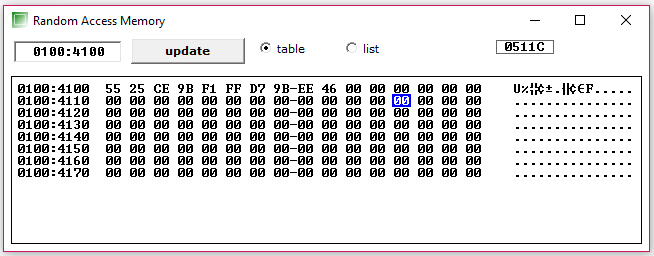 Random Access Memory
0100:4100 update table list 0511C
0100:4100 55 25 CE 9B F1 FF D7 9B-EE 46 00 00 00 00 00 00 U%╬¢±.╫¢εF......
0100:4110 00 00 00 00 00 00 00 00-00 00 00 00 00 00 00 00 ................
0100:4120 00 00 00 00 00 00 00 00-00 00 00 00 00 00 00 00 ................
0100:4130 00 00 00 00 00 00 00 00-00 00 00 00 00 00 00 00 ................
0100:4140 00 00 00 00 00 00 00 00-00 00 00 00 00 00 00 00 ................
0100:4150 00 00 00 00 00 00 00 00-00 00 00 00 00 00 00 00 ................
0100:4160 00 00 00 00 00 00 00 00-00 00 00 00 00 00 00 00 ................
0100:4170 00 00 00 00 00 00 00 00-00 00 00 00 00 00 00 00 ................